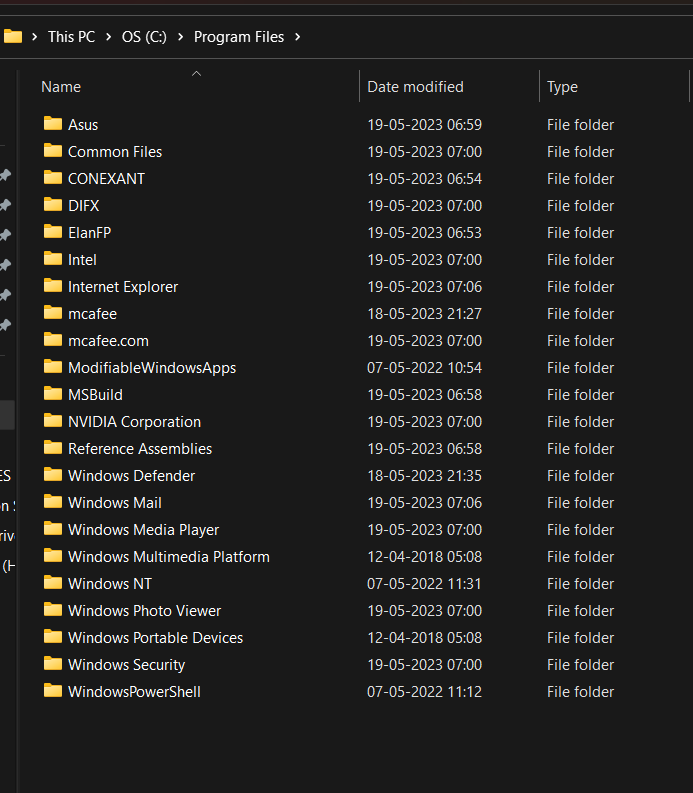 This PC > OS (C:) > Program Files >
Name Date modified Type
Asus 19-05-2023 06:59 File folder
Common Files 19-05-2023 07:00 File folder
CONEXANT 19-05-2023 06:54 File folder
DIFX 19-05-2023 07:00 File folder
ElanFP 19-05-2023 06:53 File folder
Intel 19-05-2023 07:00 File folder
Internet Explorer 19-05-2023 07:06 File folder
mcafee 18-05-2023 21:27 File folder
mcafee.com 19-05-2023 07:00 File folder
ModifiableWindowsApps 07-05-2022 10:54 File folder
MSBuild 19-05-2023 06:58 File folder
NVIDIA Corporation 19-05-2023 07:00 File folder
Reference Assemblies 19-05-2023 06:58 File folder
Windows Defender 18-05-2023 21:35 File folder
Windows Mail 19-05-2023 07:06 File folder
Windows Media Player 19-05-2023 07:00 File folder
Windows Multimedia Platform 12-04-2018 05:08 File folder
Windows NT 07-05-2022 11:31 File folder
Windows Photo Viewer 19-05-2023 07:00 File folder
Windows Portable Devices 12-04-2018 05:08 File folder
Windows Security 19-05-2023 07:00 File folder
WindowsPowerShell 07-05-2022 11:12 File folder